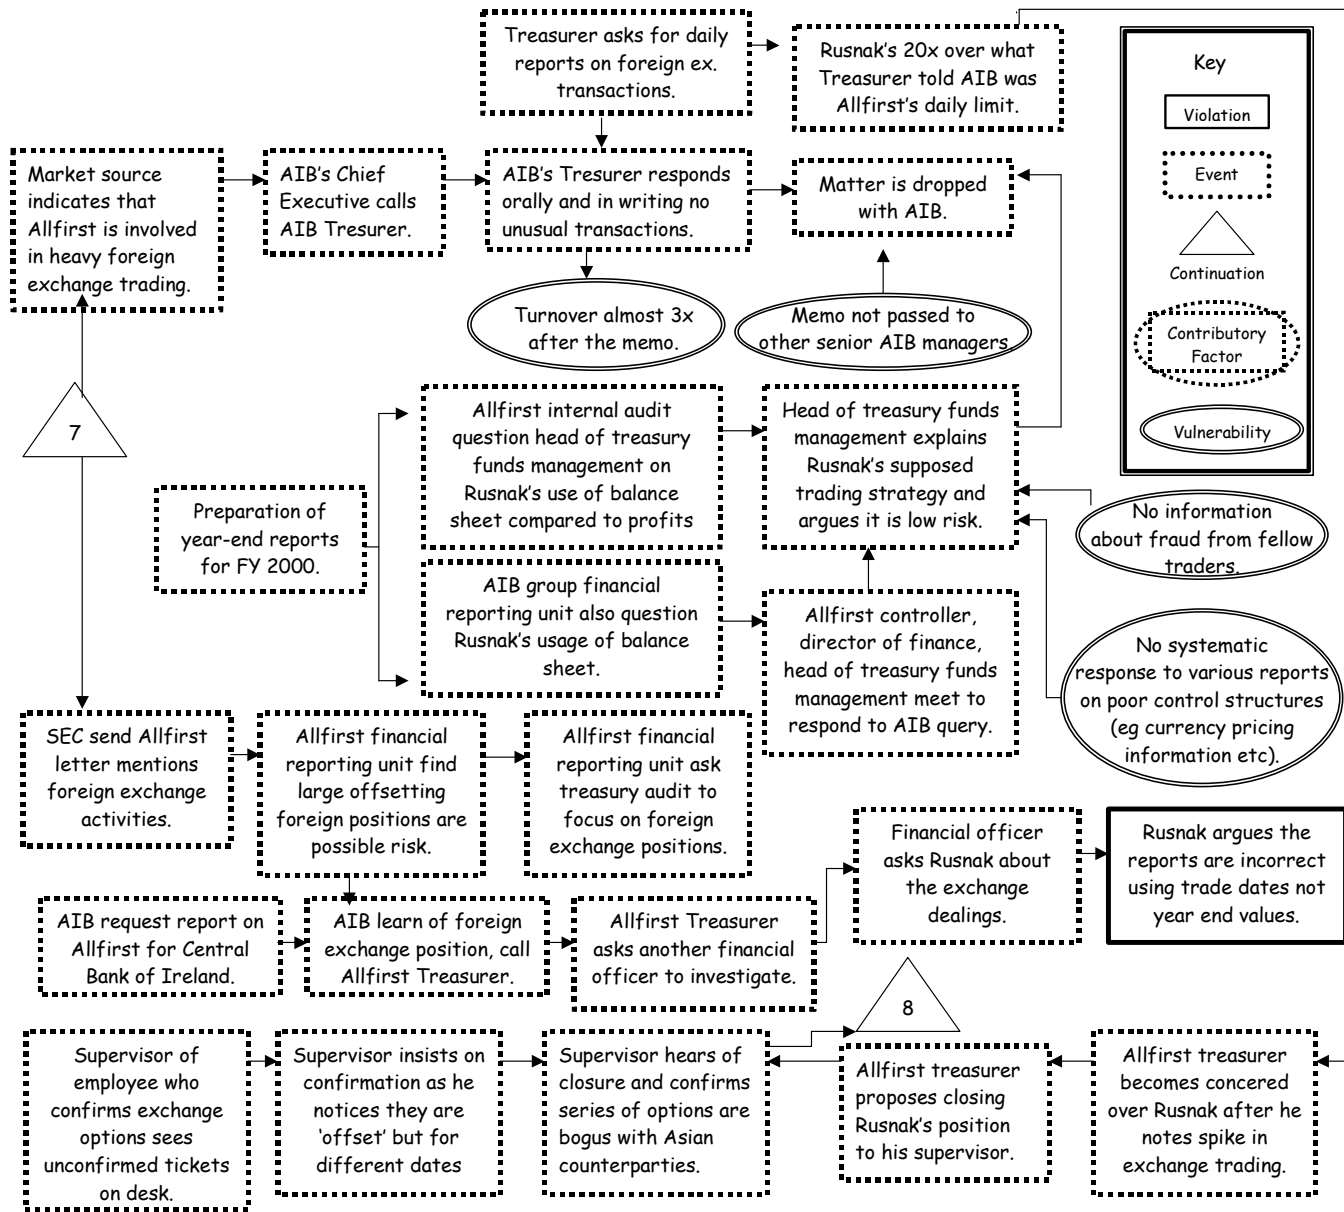 Treasurer asks for daily
reports on foreign ex.
transactions.
Rusnak's 20x over what
Treasurer told AIB was
Allfirst's daily limit.
Key
Violation
Event
Continuation
Contributory
Factor
Vulnerability
Market source
indicates that
Allfirst is involved
in heavy foreign
exchange trading.
AIB's Chief
Executive calls
AIB Tresurer.
AIB's Tresurer responds
orally and in writing no
unusual transactions.
Matter is dropped
with AIB.
Turnover almost 3x
after the memo.
Memo not passed to
other senior AIB managers.
7
Preparation of
year-end reports
for FY 2000.
Allfirst internal audit
question head of treasury
funds management on
Rusnak's use of balance
sheet compared to profits
Head of treasury funds
management explains
Rusnak's supposed
trading strategy and
argues it is low risk.
No information
about fraud from fellow
traders.
AIB group financial
reporting unit also question
Rusnak's usage of balance
sheet.
Allfirst controller,
director of finance,
head of treasury funds
management meet to
respond to AIB query.
No systematic
response to various reports
on poor control structures
(eg currency pricing
information etc).
SEC send Allfirst
letter mentions
foreign exchange
activities.
Allfirst financial
reporting unit find
large offsetting
foreign positions are
possible risk.
Allfirst financial
reporting unit ask
treasury audit to
focus on foreign
exchange positions.
Financial officer
asks Rusnak about
the exchange
dealings.
Rusnak argues the
reports are incorrect
using trade dates not
year end values.
AIB request report on
Allfirst for Central
Bank of Ireland.
AIB learn of foreign
exchange position, call
Allfirst Treasurer.
Allfirst Treasurer
asks another financial
officer to investigate.
8
Supervisor of
employee who
confirms exchange
options sees
unconfirmed tickets
on desk.
Supervisor insists on
confirmation as he
notices they are
'offset' but for
different dates
Supervisor hears of
closure and confirms
series of options are
bogus with Asian
counterparties.
Allfirst treasurer
proposes closing
Rusnak's position
to his supervisor.
Allfirst treasurer
becomes concered
over Rusnak after he
notes spike in
exchange trading.